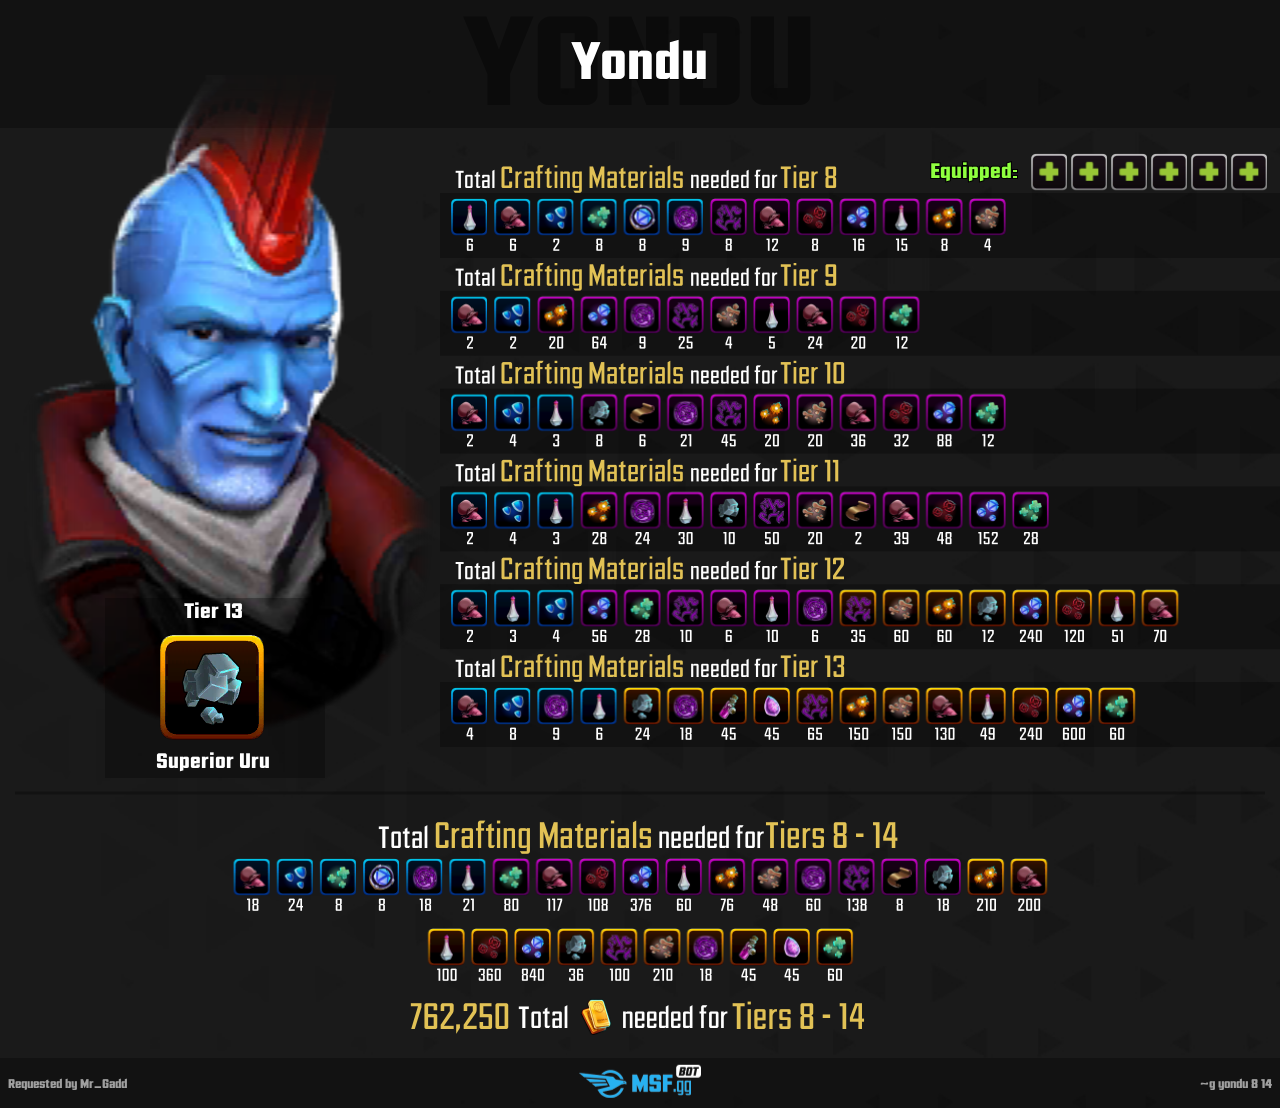 YONDU
Yondu
Equipped:
Total Crafting Materials needed for Tier 8
6 6 2 8 8 9 8 12 8 16 15 8 4
Total Crafting Materials needed for Tier 9
2 2 20 64 9 25 4 5 24 20 12
Total Crafting Materials needed for Tier 10
2 4 3 8 6 21 45 20 20 36 32 88 12
Total Crafting Materials needed for Tier 11
2 4 3 28 24 30 10 50 20 2 39 48 152 28
Total Crafting Materials needed for Tier 12
2 3 4 56 28 10 6 10 6 35 60 60 12 240 120 51 70
Total Crafting Materials needed for Tier 13
4 8 9 6 24 18 45 45 65 150 150 130 49 240 600 60
Tier 13
Superior Uru
Total Crafting Materials needed for Tiers 8 - 14
18 24 8 8 18 21 80 117 108 376 60 76 48 60 138 8 18 210 200
100 360 840 36 100 210 18 45 45 60
762,250 Total needed for Tiers 8 - 14
Requested by Mr_Gadd
MSF.gg BOT
~g yondu 8 14